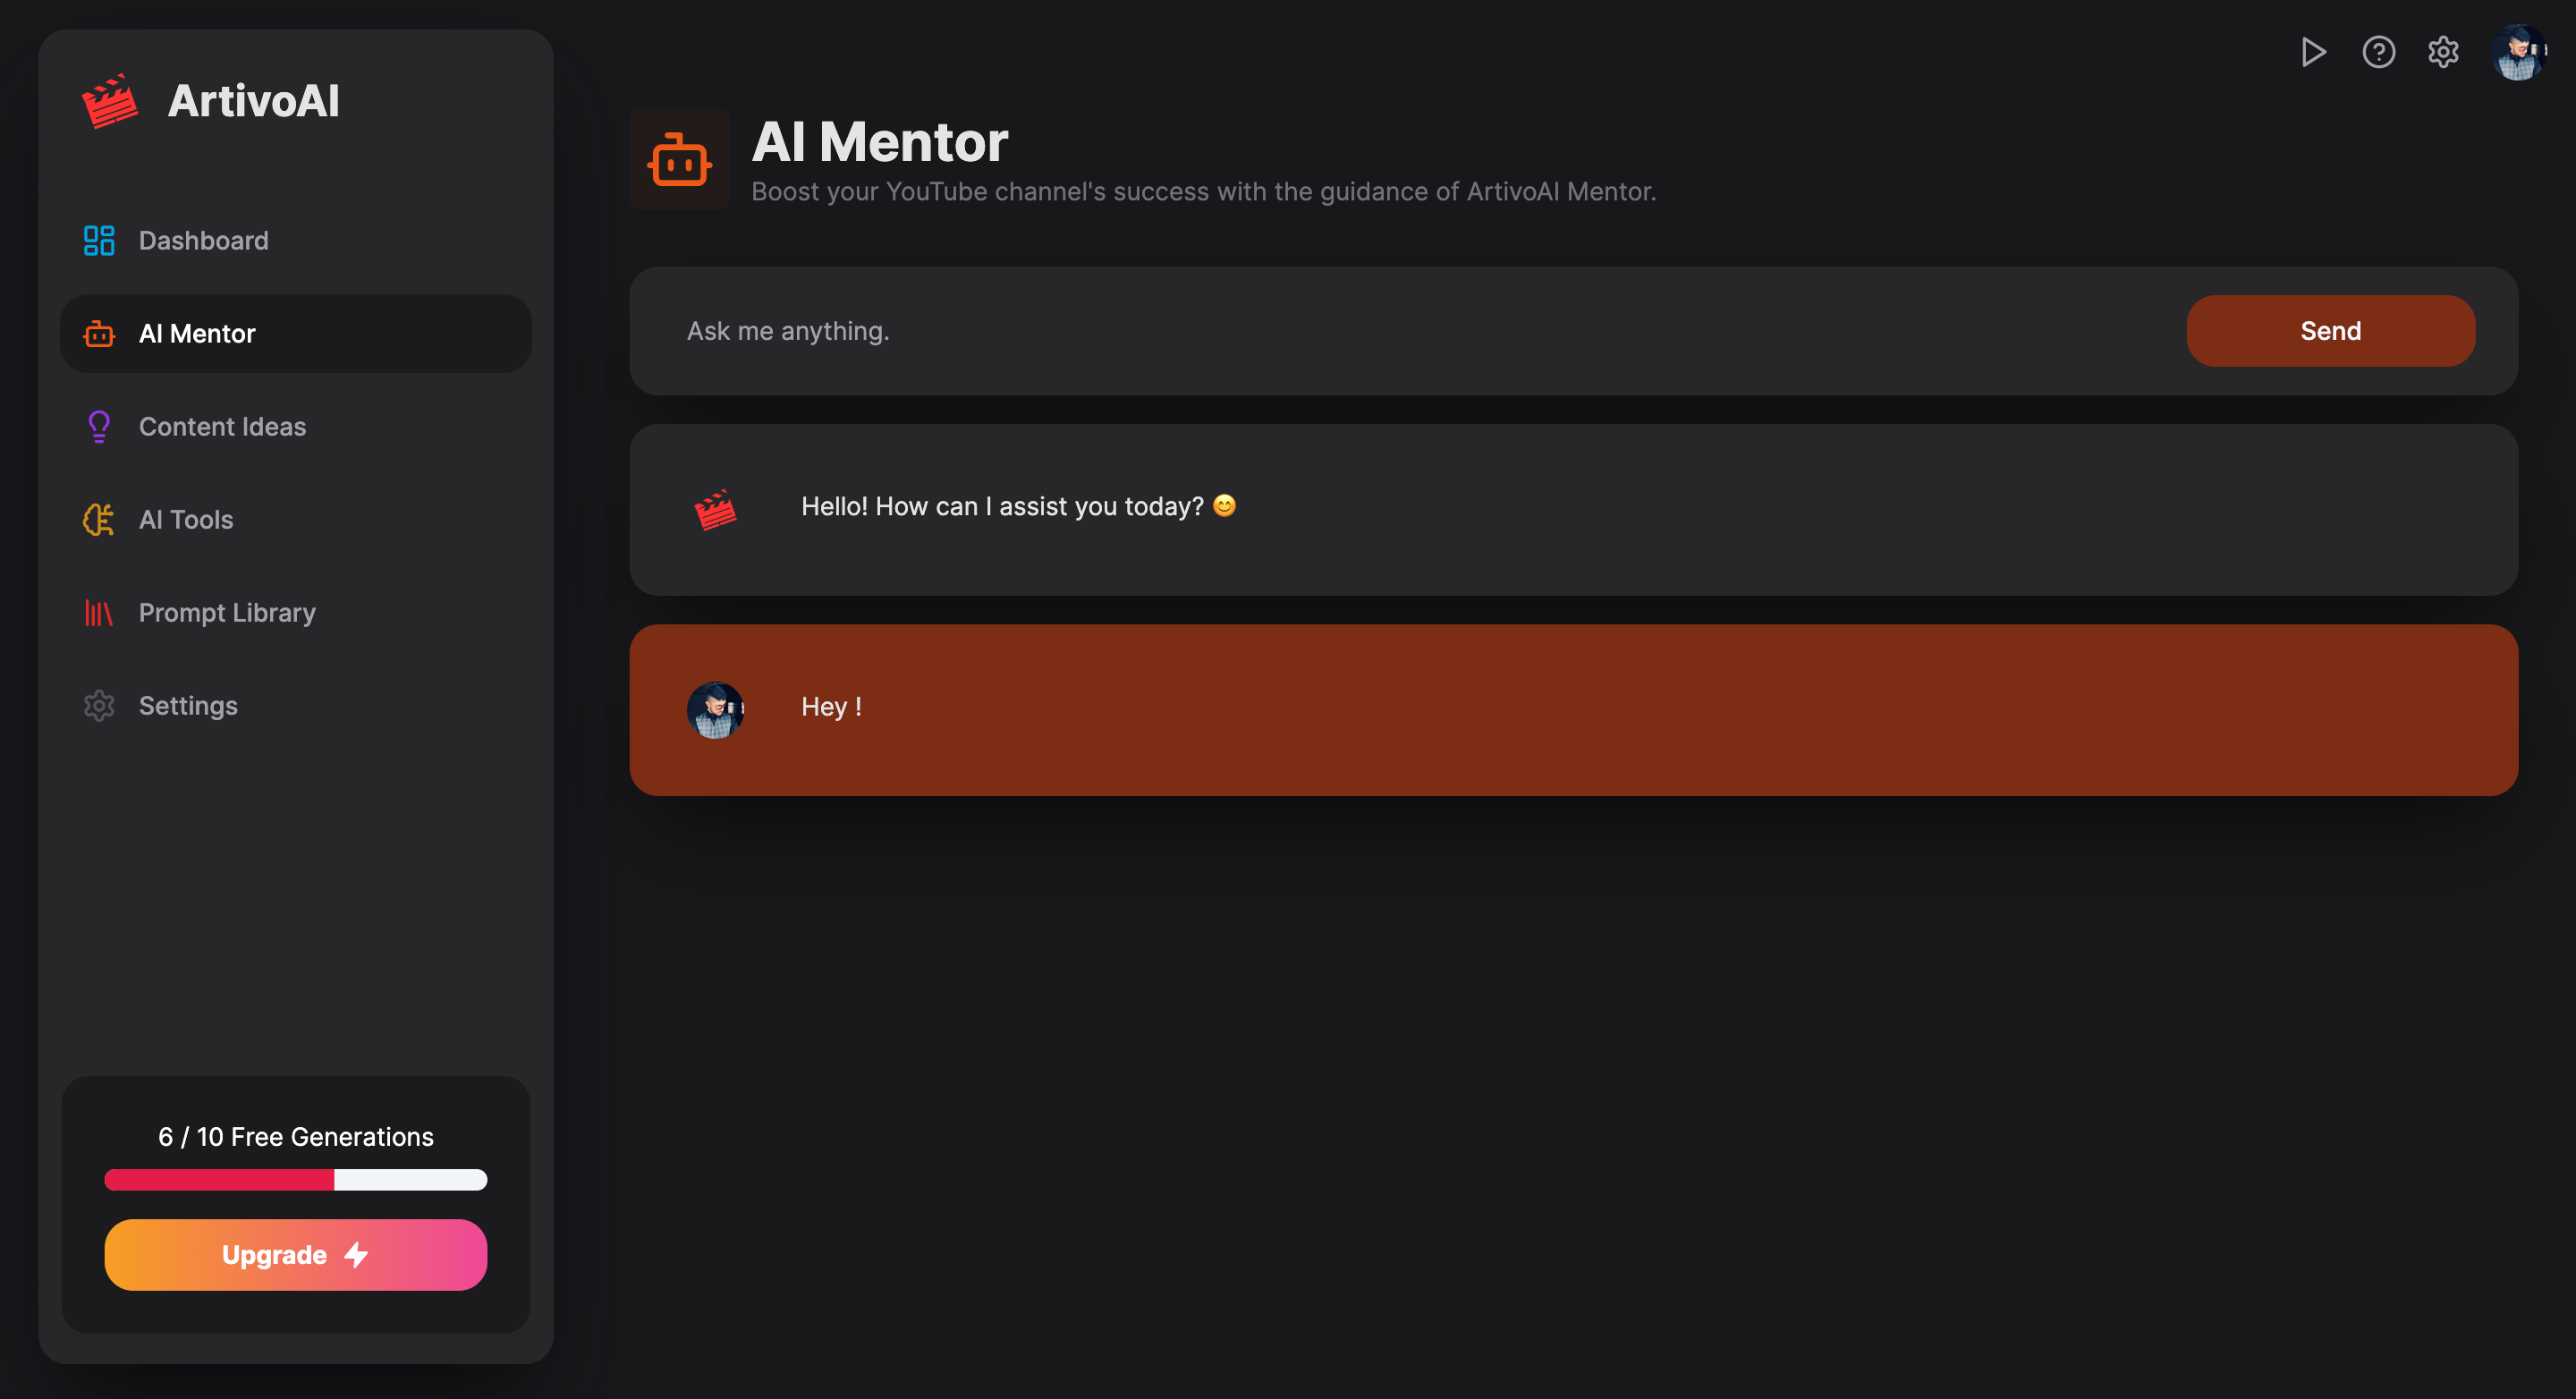 ArtivoAI
Dashboard
AI Mentor
Content Ideas
AI Tools
Prompt Library
Settings
6 / 10 Free Generations
Upgrade
AI Mentor
Boost your YouTube channel's success with the guidance of ArtivoAI Mentor.
Ask me anything.
Send
Hello! How can I assist you today? 😊
Hey !